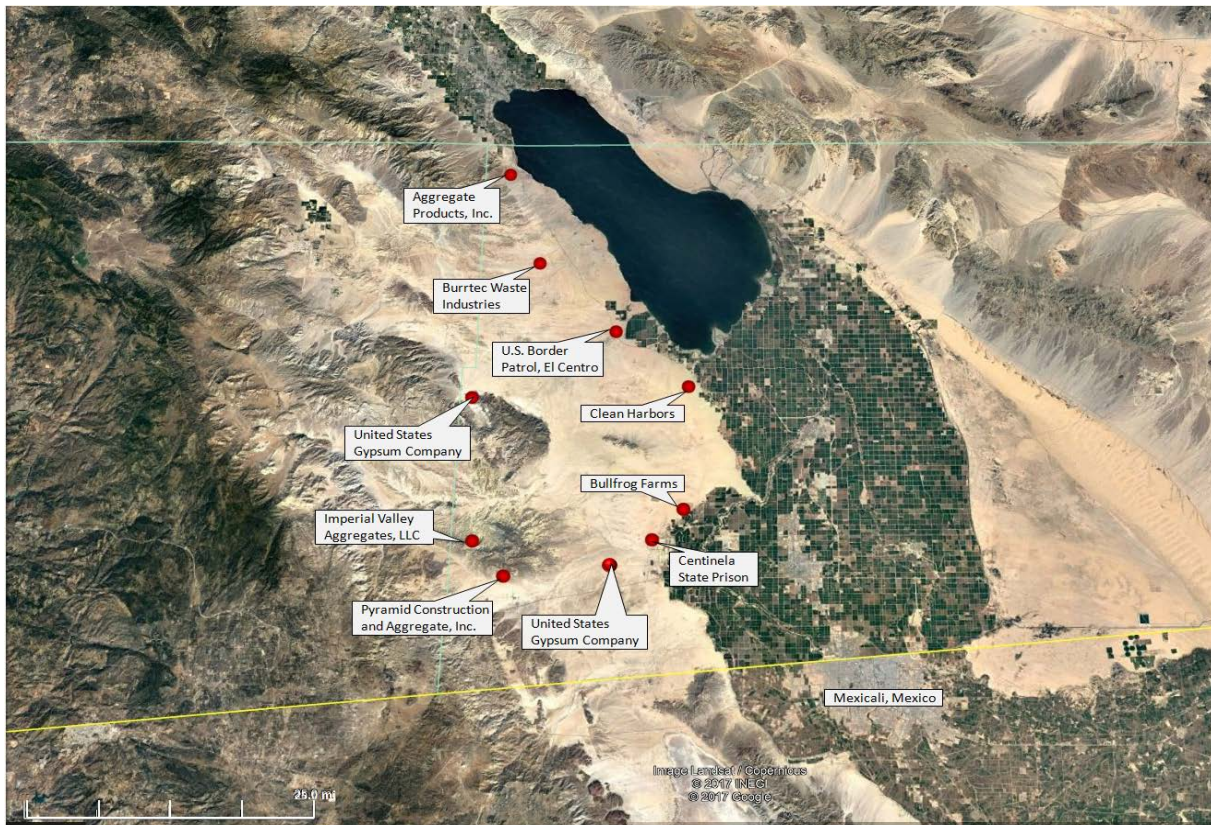 Aggregate
Products, Inc.
Burrtec Waste
Industries
U.S. Border
Patrol, El Centro
Clean Harbors
United States
Gypsum Company
Bullfrog Farms
Imperial Valley
Aggregates, LLC
Centinela
State Prison
Pyramid Construction
and Aggregate, Inc.
United States
Gypsum Company
Mexicali, Mexico
Image Landsat / Copernicus
© 2017 INEGI
© 2017 Google
25.0 mi